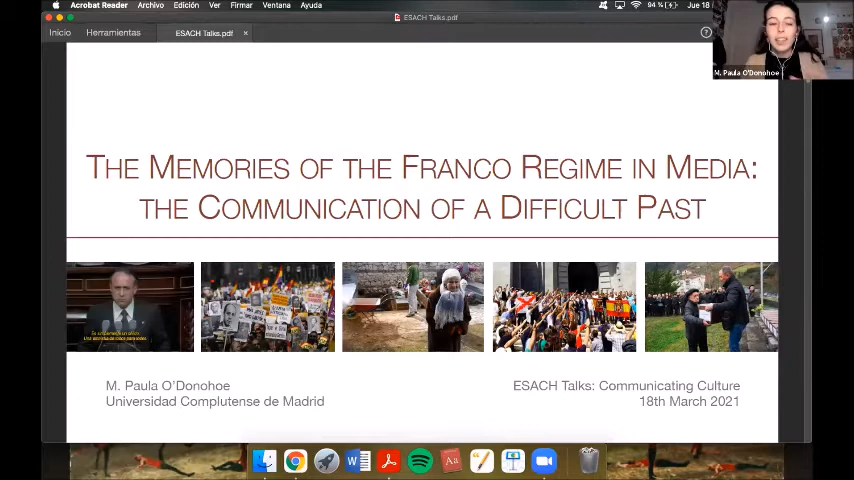 Acrobat Reader Archivo Edición Ver Firmar Ventana Ayuda
94 %
Jue 18
ESACH Talks.pdf
Inicio Herramientas ESACH Talks.pdf ×
?
M. Paula O'Donohoe
THE MEMORIES OF THE FRANCO REGIME IN MEDIA:
THE COMMUNICATION OF A DIFFICULT PAST
M. Paula O'Donohoe
Universidad Complutense de Madrid
ESACH Talks: Communicating Culture
18th March 2021
W
Aa